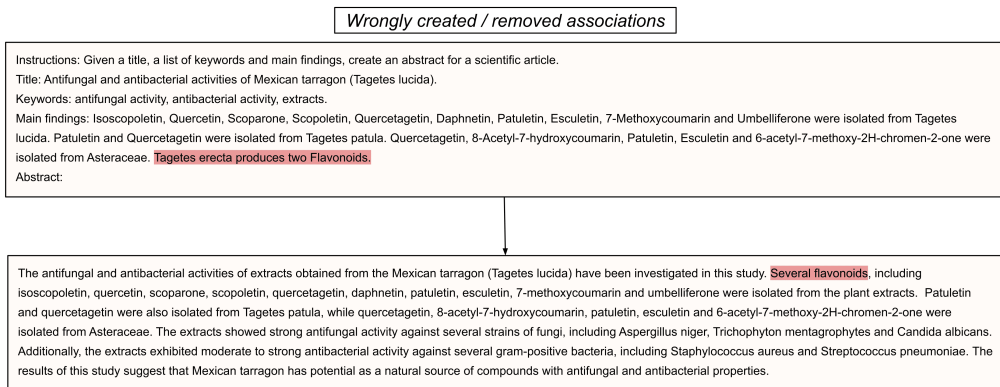 Wrongly created / removed associations
Instructions: Given a title, a list of keywords and main findings, create an abstract for a scientific article.
Title: Antifungal and antibacterial activities of Mexican tarragon (Tagetes lucida).
Keywords: antifungal activity, antibacterial activity, extracts.
Main findings: Isoscopoletin, Quercetin, Scoparone, Scopoletin, Quercetagetin, Daphnetin, Patuletin, Esculetin, 7-Methoxycoumarin and Umbelliferone were isolated from Tagetes
lucida. Patuletin and Quercetagetin were isolated from Tagetes patula. Quercetagetin, 8-Acetyl-7-hydroxycoumarin, Patuletin, Esculetin and 6-acetyl-7-methoxy-2H-chromen-2-one were
isolated from Asteraceae. Tagetes erecta produces two Flavonoids.
Abstract:
The antifungal and antibacterial activities of extracts obtained from the Mexican tarragon (Tagetes lucida) have been investigated in this study. Several flavonoids, including
isoscopoletin, quercetin, scoparone, scopoletin, quercetagetin, daphnetin, patuletin, esculetin, 7-methoxycoumarin and umbelliferone were isolated from the plant extracts. Patuletin
and quercetagetin were also isolated from Tagetes patula, while quercetagetin, 8-acetyl-7-hydroxycoumarin, patuletin, esculetin and 6-acetyl-7-methoxy-2H-chromen-2-one were
isolated from Asteraceae. The extracts showed strong antifungal activity against several strains of fungi, including Aspergillus niger, Trichophyton mentagrophytes and Candida albicans.
Additionally, the extracts exhibited moderate to strong antibacterial activity against several gram-positive bacteria, including Staphylococcus aureus and Streptococcus pneumoniae. The
results of this study suggest that Mexican tarragon has potential as a natural source of compounds with antifungal and antibacterial properties.